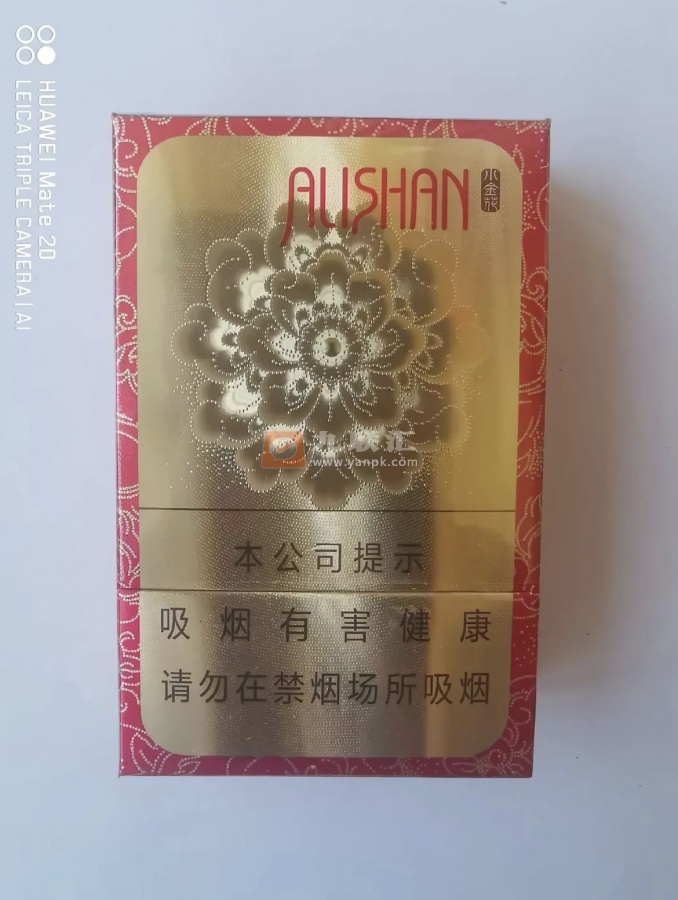 ALISHAN
小金花
www.yanpk.com
本公司提示
吸烟有害健康
请勿在禁烟场所吸烟
HUAWEI Mate 20
LEICA TRIPLE CAMERA | AI